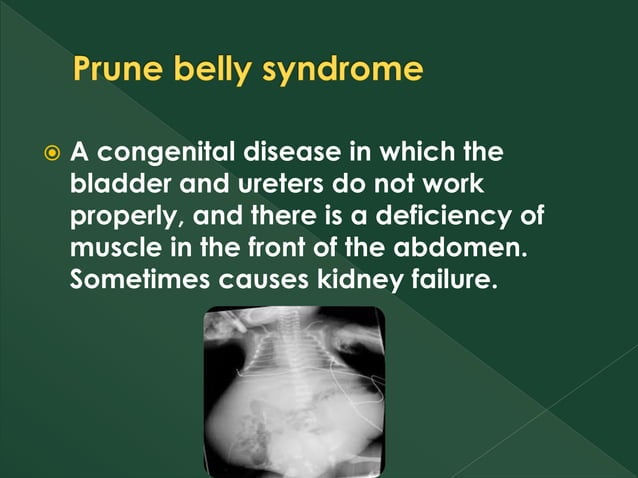 Prune belly syndrome
A congenital disease in which the
bladder and ureters do not work
properly, and there is a deficiency of
muscle in the front of the abdomen.
Sometimes causes kidney failure.